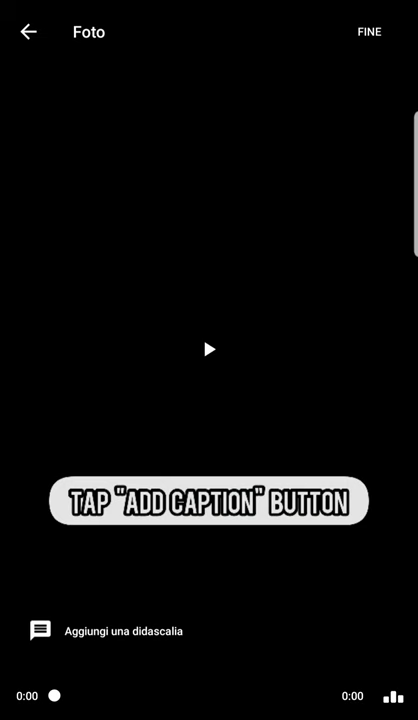 Foto
FINE
TAP "ADD CAPTION" BUTTON
Aggiungi una didascalia
0:00
0:00